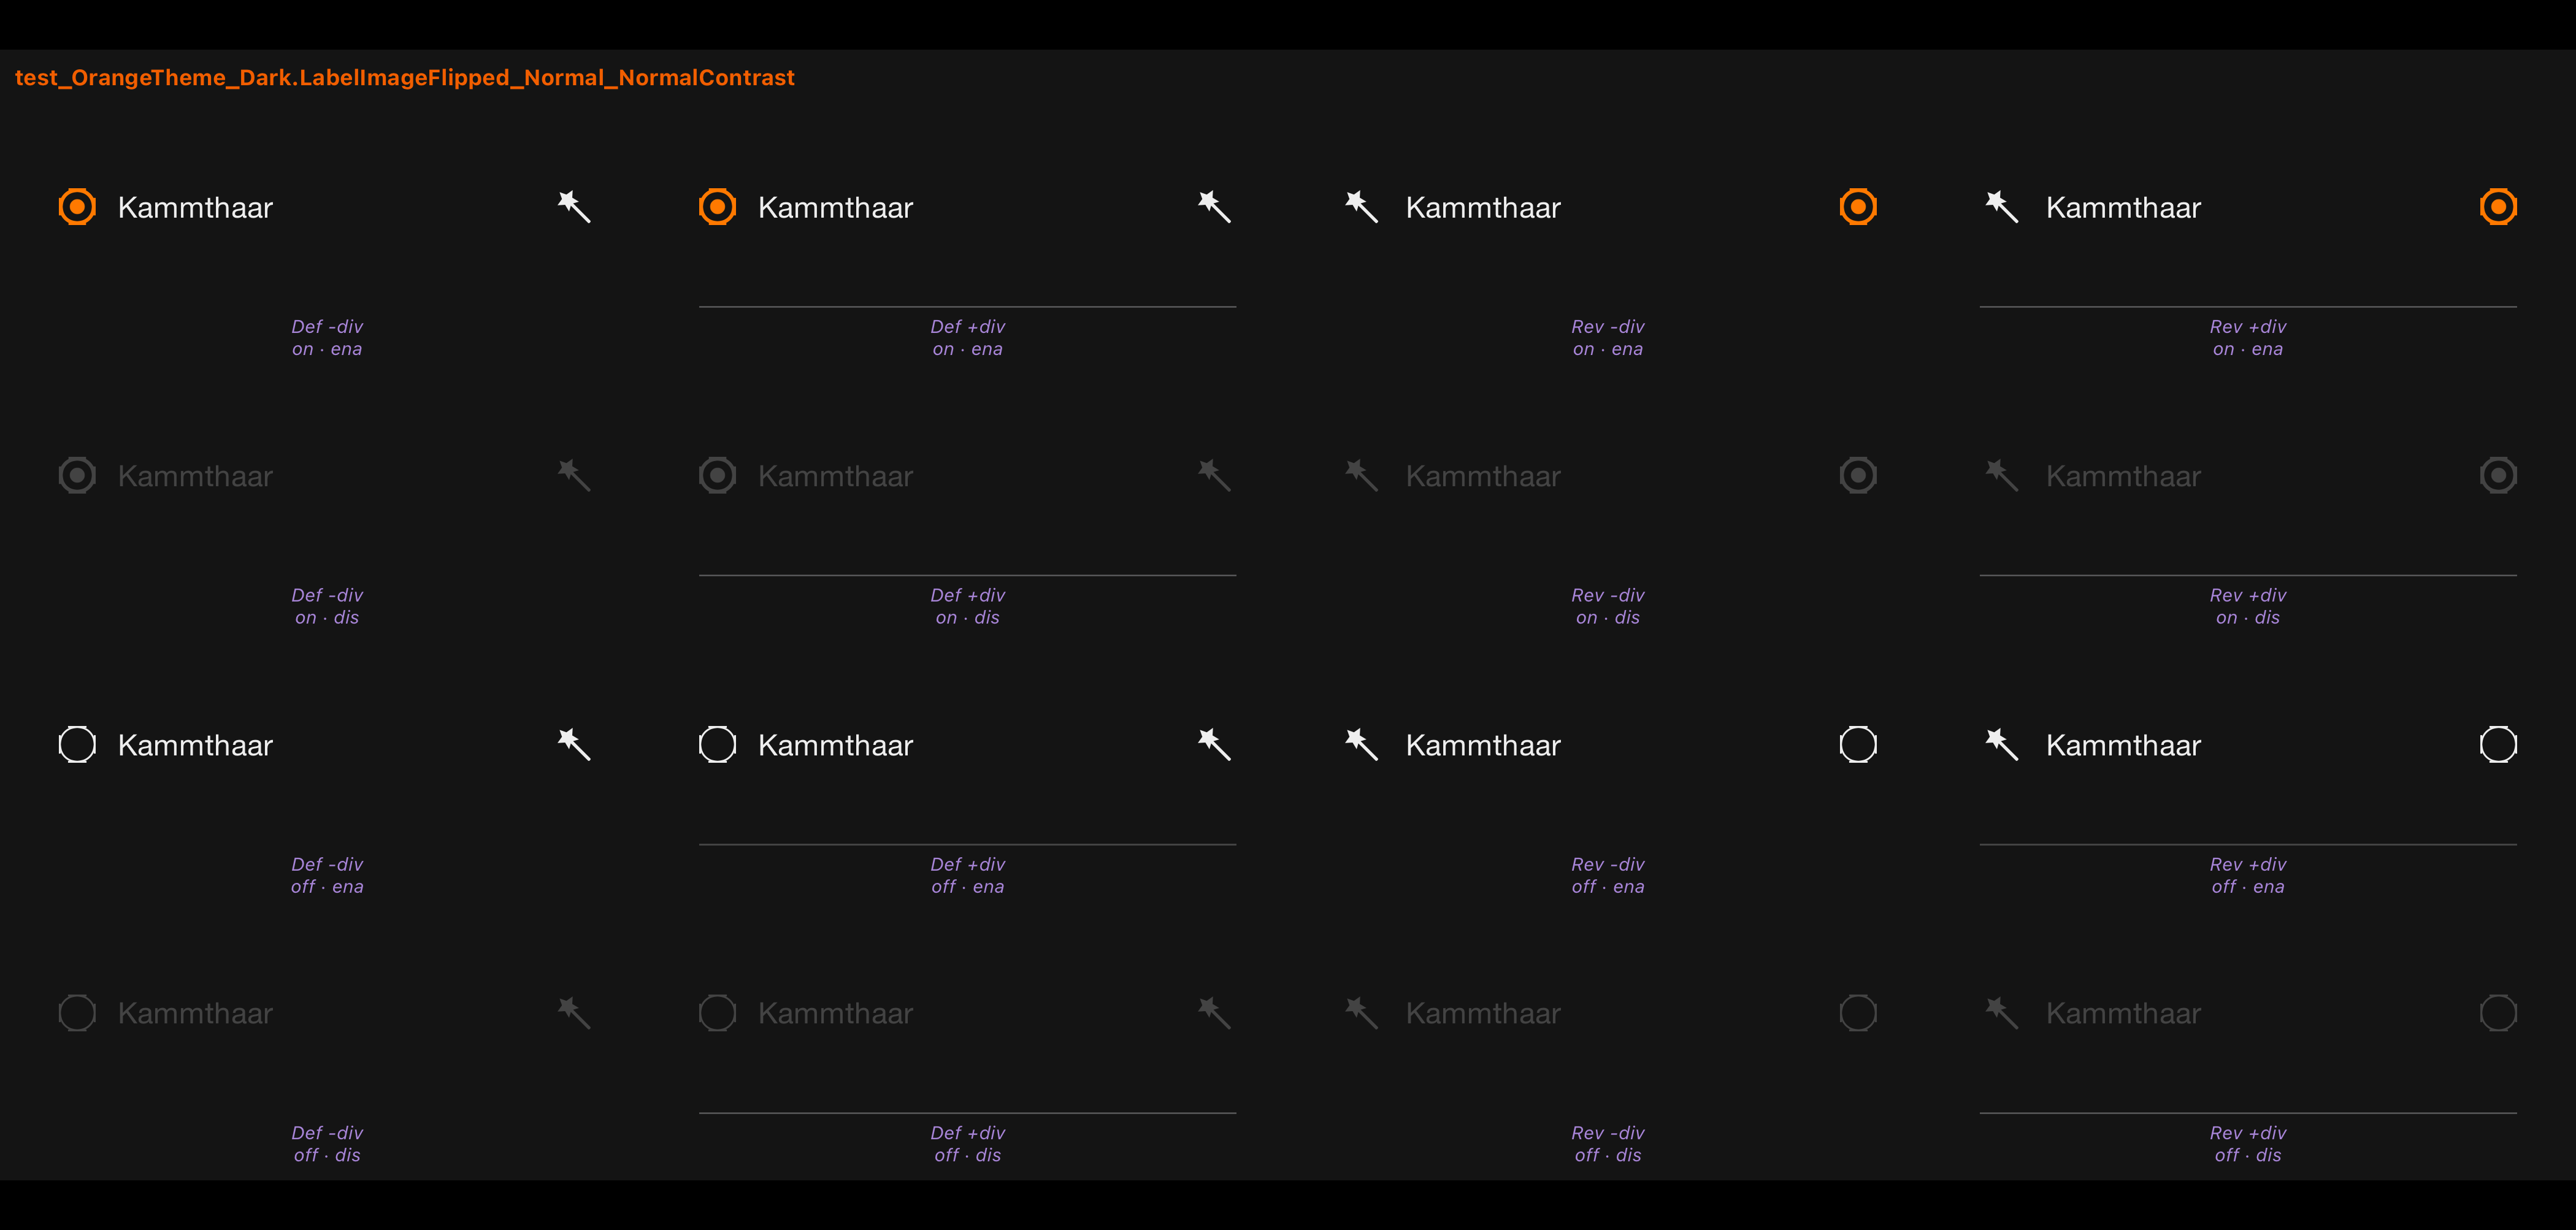 test_OrangeTheme_Dark.LabelImageFlipped_Normal_NormalContrast
Kammthaar
Kammthaar
Kammthaar
Kammthaar
Def -div
on · ena
Def +div
on · ena
Rev -div
on · ena
Rev +div
on · ena
Kammthaar
Kammthaar
Kammthaar
Kammthaar
Def -div
on · dis
Def +div
on · dis
Rev -div
on · dis
Rev +div
on · dis
Kammthaar
Kammthaar
Kammthaar
Kammthaar
Def -div
off · ena
Def +div
off · ena
Rev -div
off · ena
Rev +div
off · ena
Kammthaar
Kammthaar
Kammthaar
Kammthaar
Def -div
off · dis
Def +div
off · dis
Rev -div
off · dis
Rev +div
off · dis